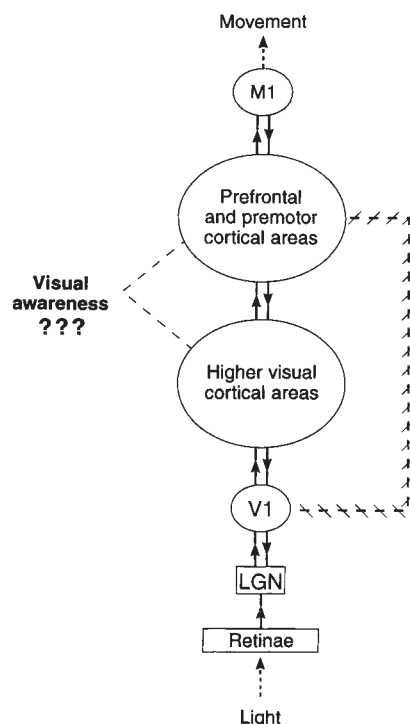 Movement
M1
Prefrontal
and premotor
cortical areas
Visual
awareness
???
Higher visual
cortical areas
V1
LGN
Retinae
Light